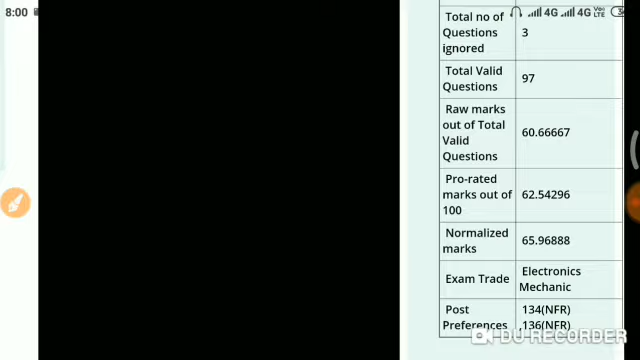 8:00 4G 4G VoLTE
Total no of
Questions 3
ignored
Total Valid
Questions 97
Raw marks
out of Total
Valid 60.66667
Questions
Pro-rated
marks out of 62.54296
100
Normalized
marks 65.96888
Exam Trade Electronics
Mechanic
Post 134(NFR)
Preferences ,136(NFR)
DU RECORDER